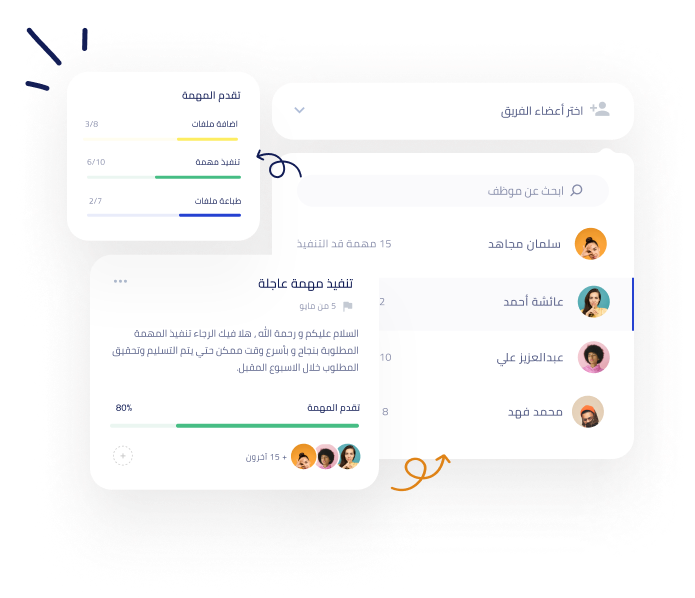 تقدم المهمة
اضافة ملفات
3/8
تنفيذ مهمة
6/10
طباعة ملفات
2/7
اختر أعضاء الفريق
ابحث عن موظف
سلمان مجاهد
15 مهمة قد التنفيذ
عائشة أحمد
2
عبدالعزيز علي
10
محمد فهد
8
تنفيذ مهمة عاجلة
5 من مايو
السلام عليكم و رحمة الله , هلا فيك الرجاء تنفيذ المهمة
المطلوبة بنجاح و بأسرع وقت ممكن حتي يتم التسليم وتحقيق
المطلوب خلال الاسبوع المقبل.
تقدم المهمة
80%
+ 15 آخرون